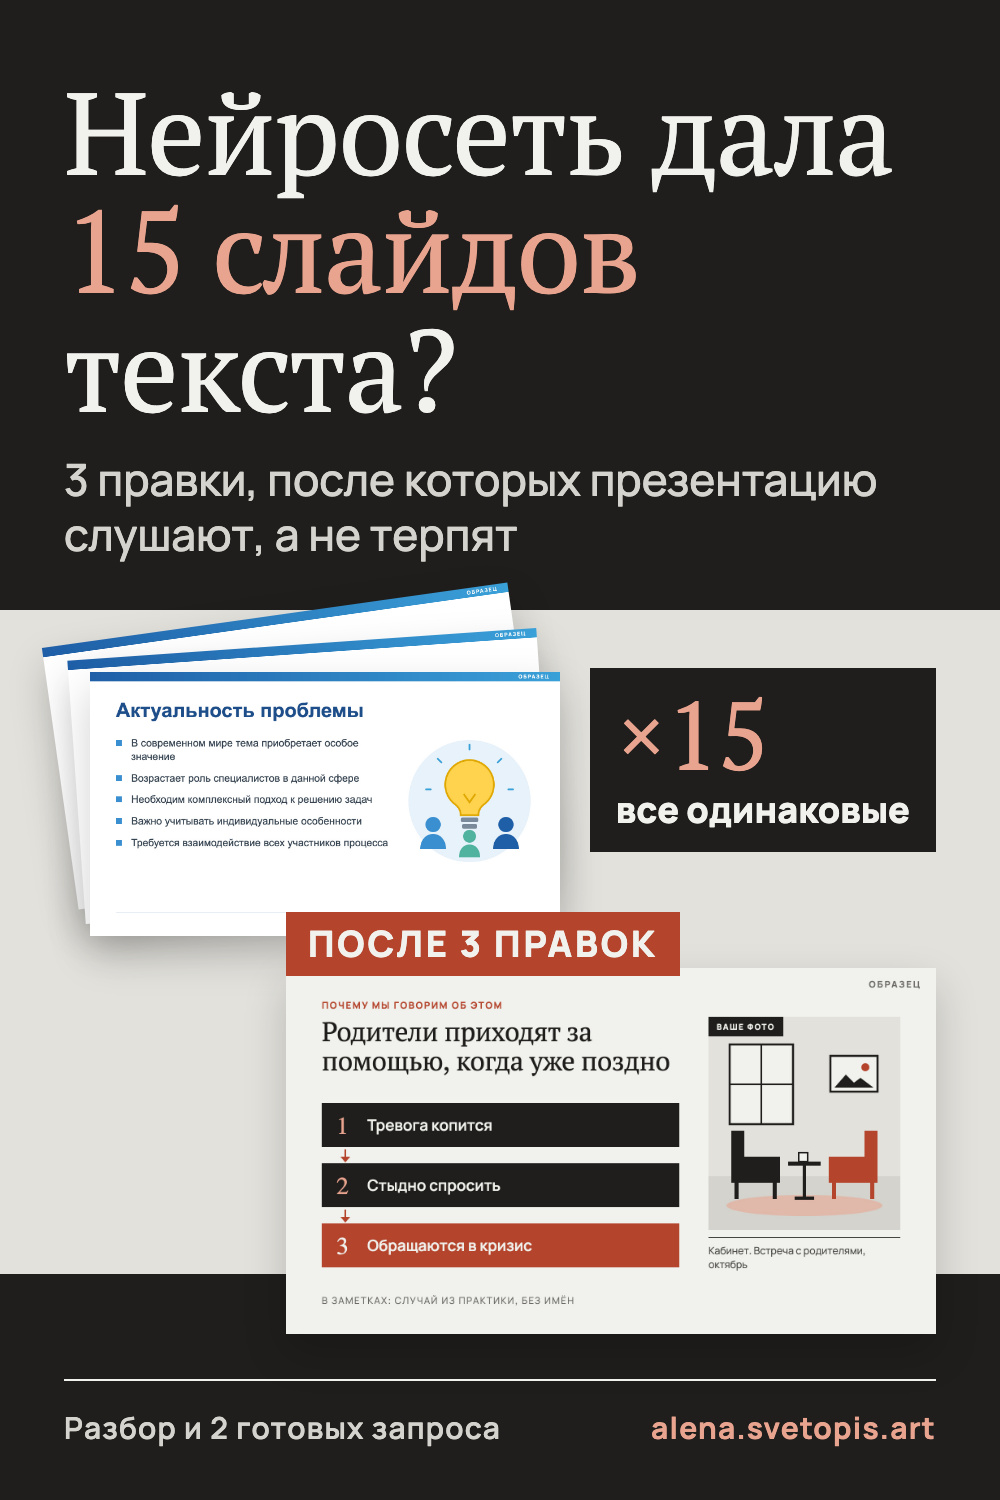 Нейросеть дала
15 слайдов
текста?
3 правки, после которых презентацию
слушают, а не терпят
ОБРАЗЕЦ
ОБРАЗЕЦ
ОБРАЗЕЦ
Актуальность проблемы
В современном мире тема приобретает особое
значение
Возрастает роль специалистов в данной сфере
Необходим комплексный подход к решению задач
Важно учитывать индивидуальные особенности
Требуется взаимодействие всех участников процесса
×15
все одинаковые
ПОСЛЕ 3 ПРАВОК
ОБРАЗЕЦ
ПОЧЕМУ МЫ ГОВОРИМ ОБ ЭТОМ
Родители приходят за
помощью, когда уже поздно
1 Тревога копится
2 Стыдно спросить
3 Обращаются в кризис
В ЗАМЕТКАХ: СЛУЧАЙ ИЗ ПРАКТИКИ, БЕЗ ИМЁН
ВАШЕ ФОТО
Кабинет. Встреча с родителями,
октябрь
Разбор и 2 готовых запроса
alena.svetopis.art